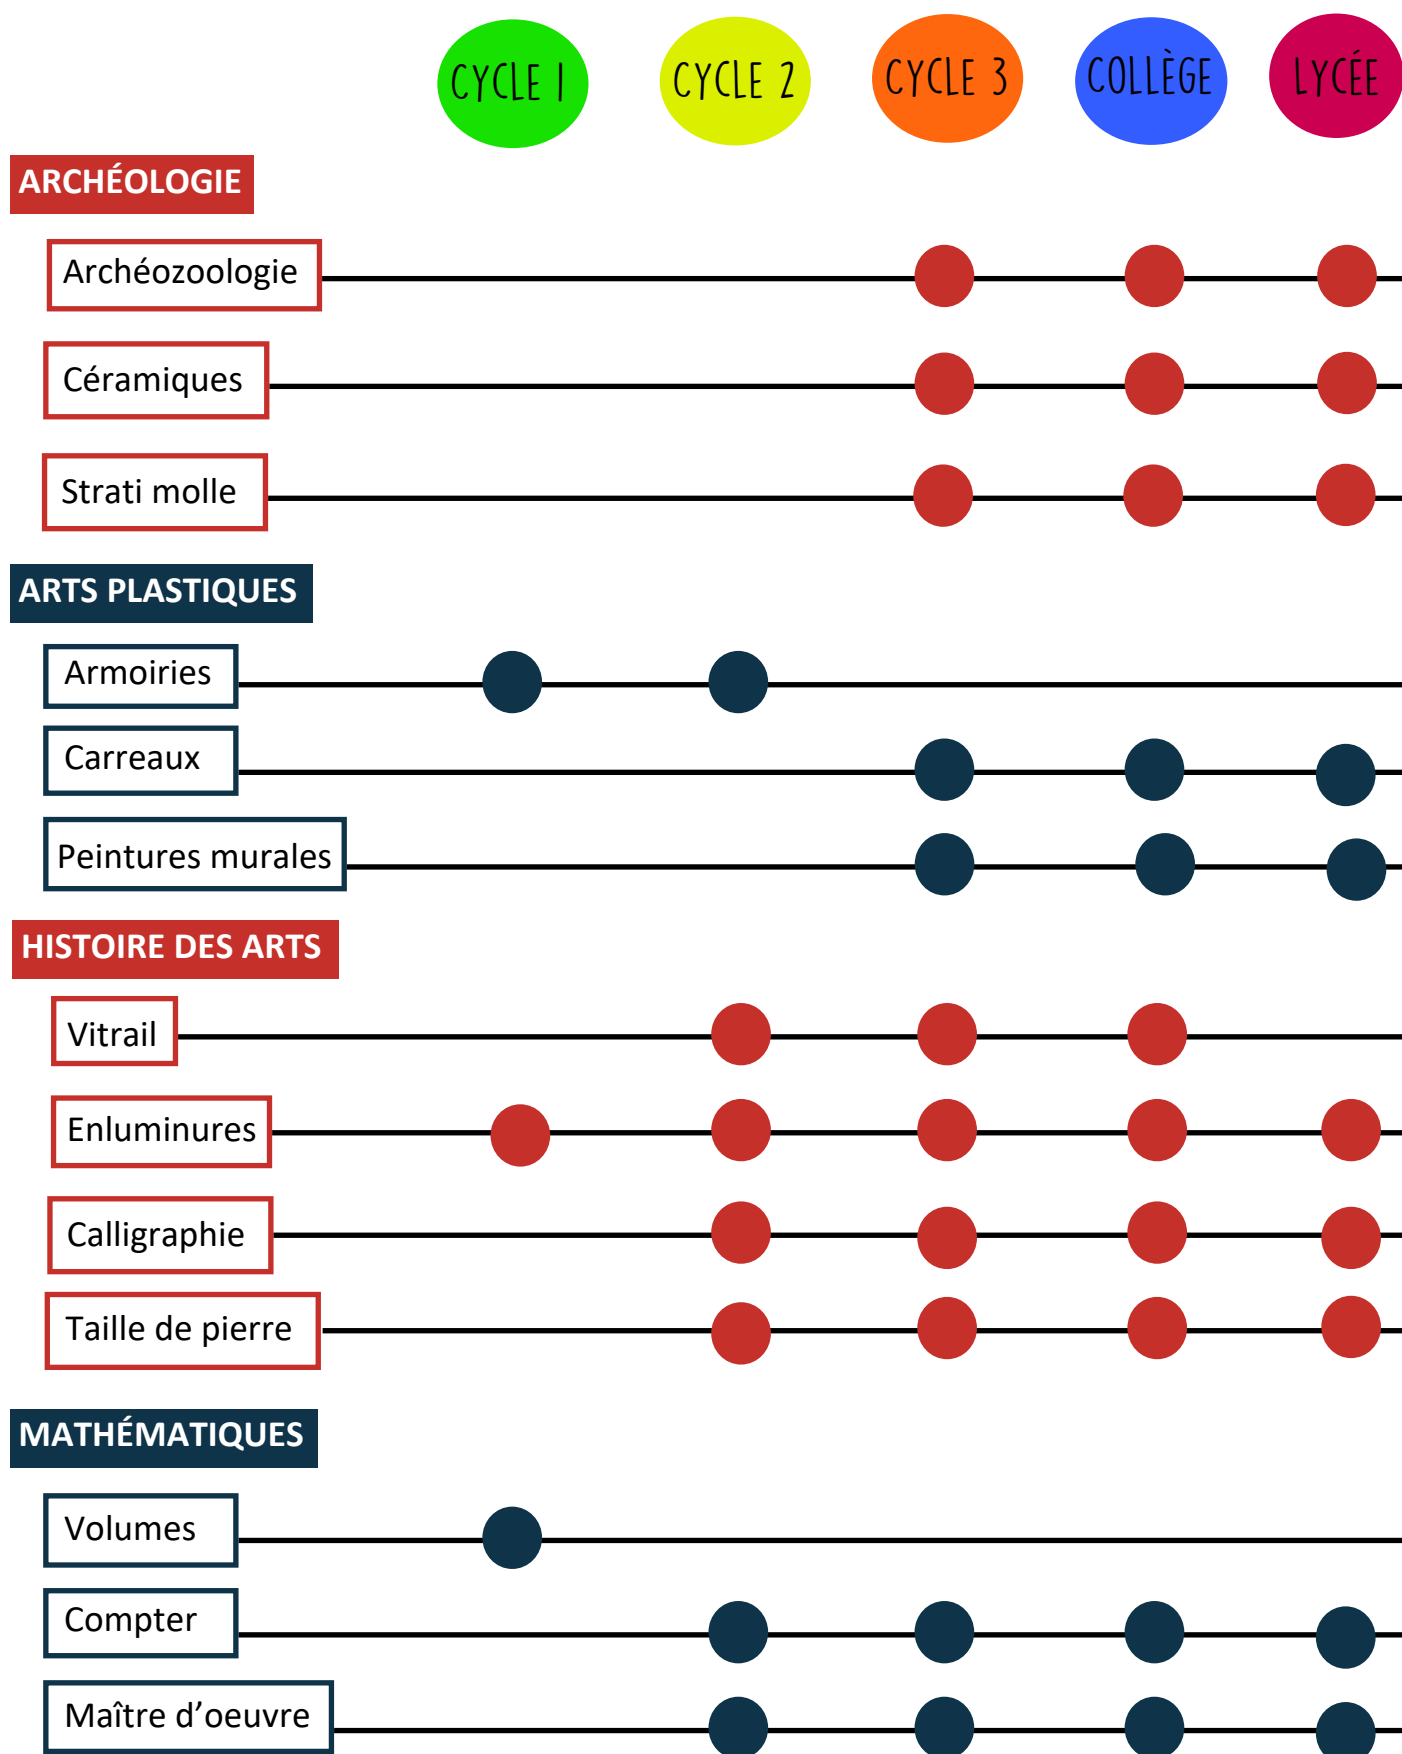 CYCLE 1 CYCLE 2 CYCLE 3 COLLÈGE LYCÉE
ARCHÉOLOGIE
Archéozoologie
Céramiques
Strati molle
ARTS PLASTIQUES
Armoiries
Carreaux
Peintures murales
HISTOIRE DES ARTS
Vitrail
Enluminures
Calligraphie
Taille de pierre
MATHÉMATIQUES
Volumes
Compter
Maître d’oeuvre